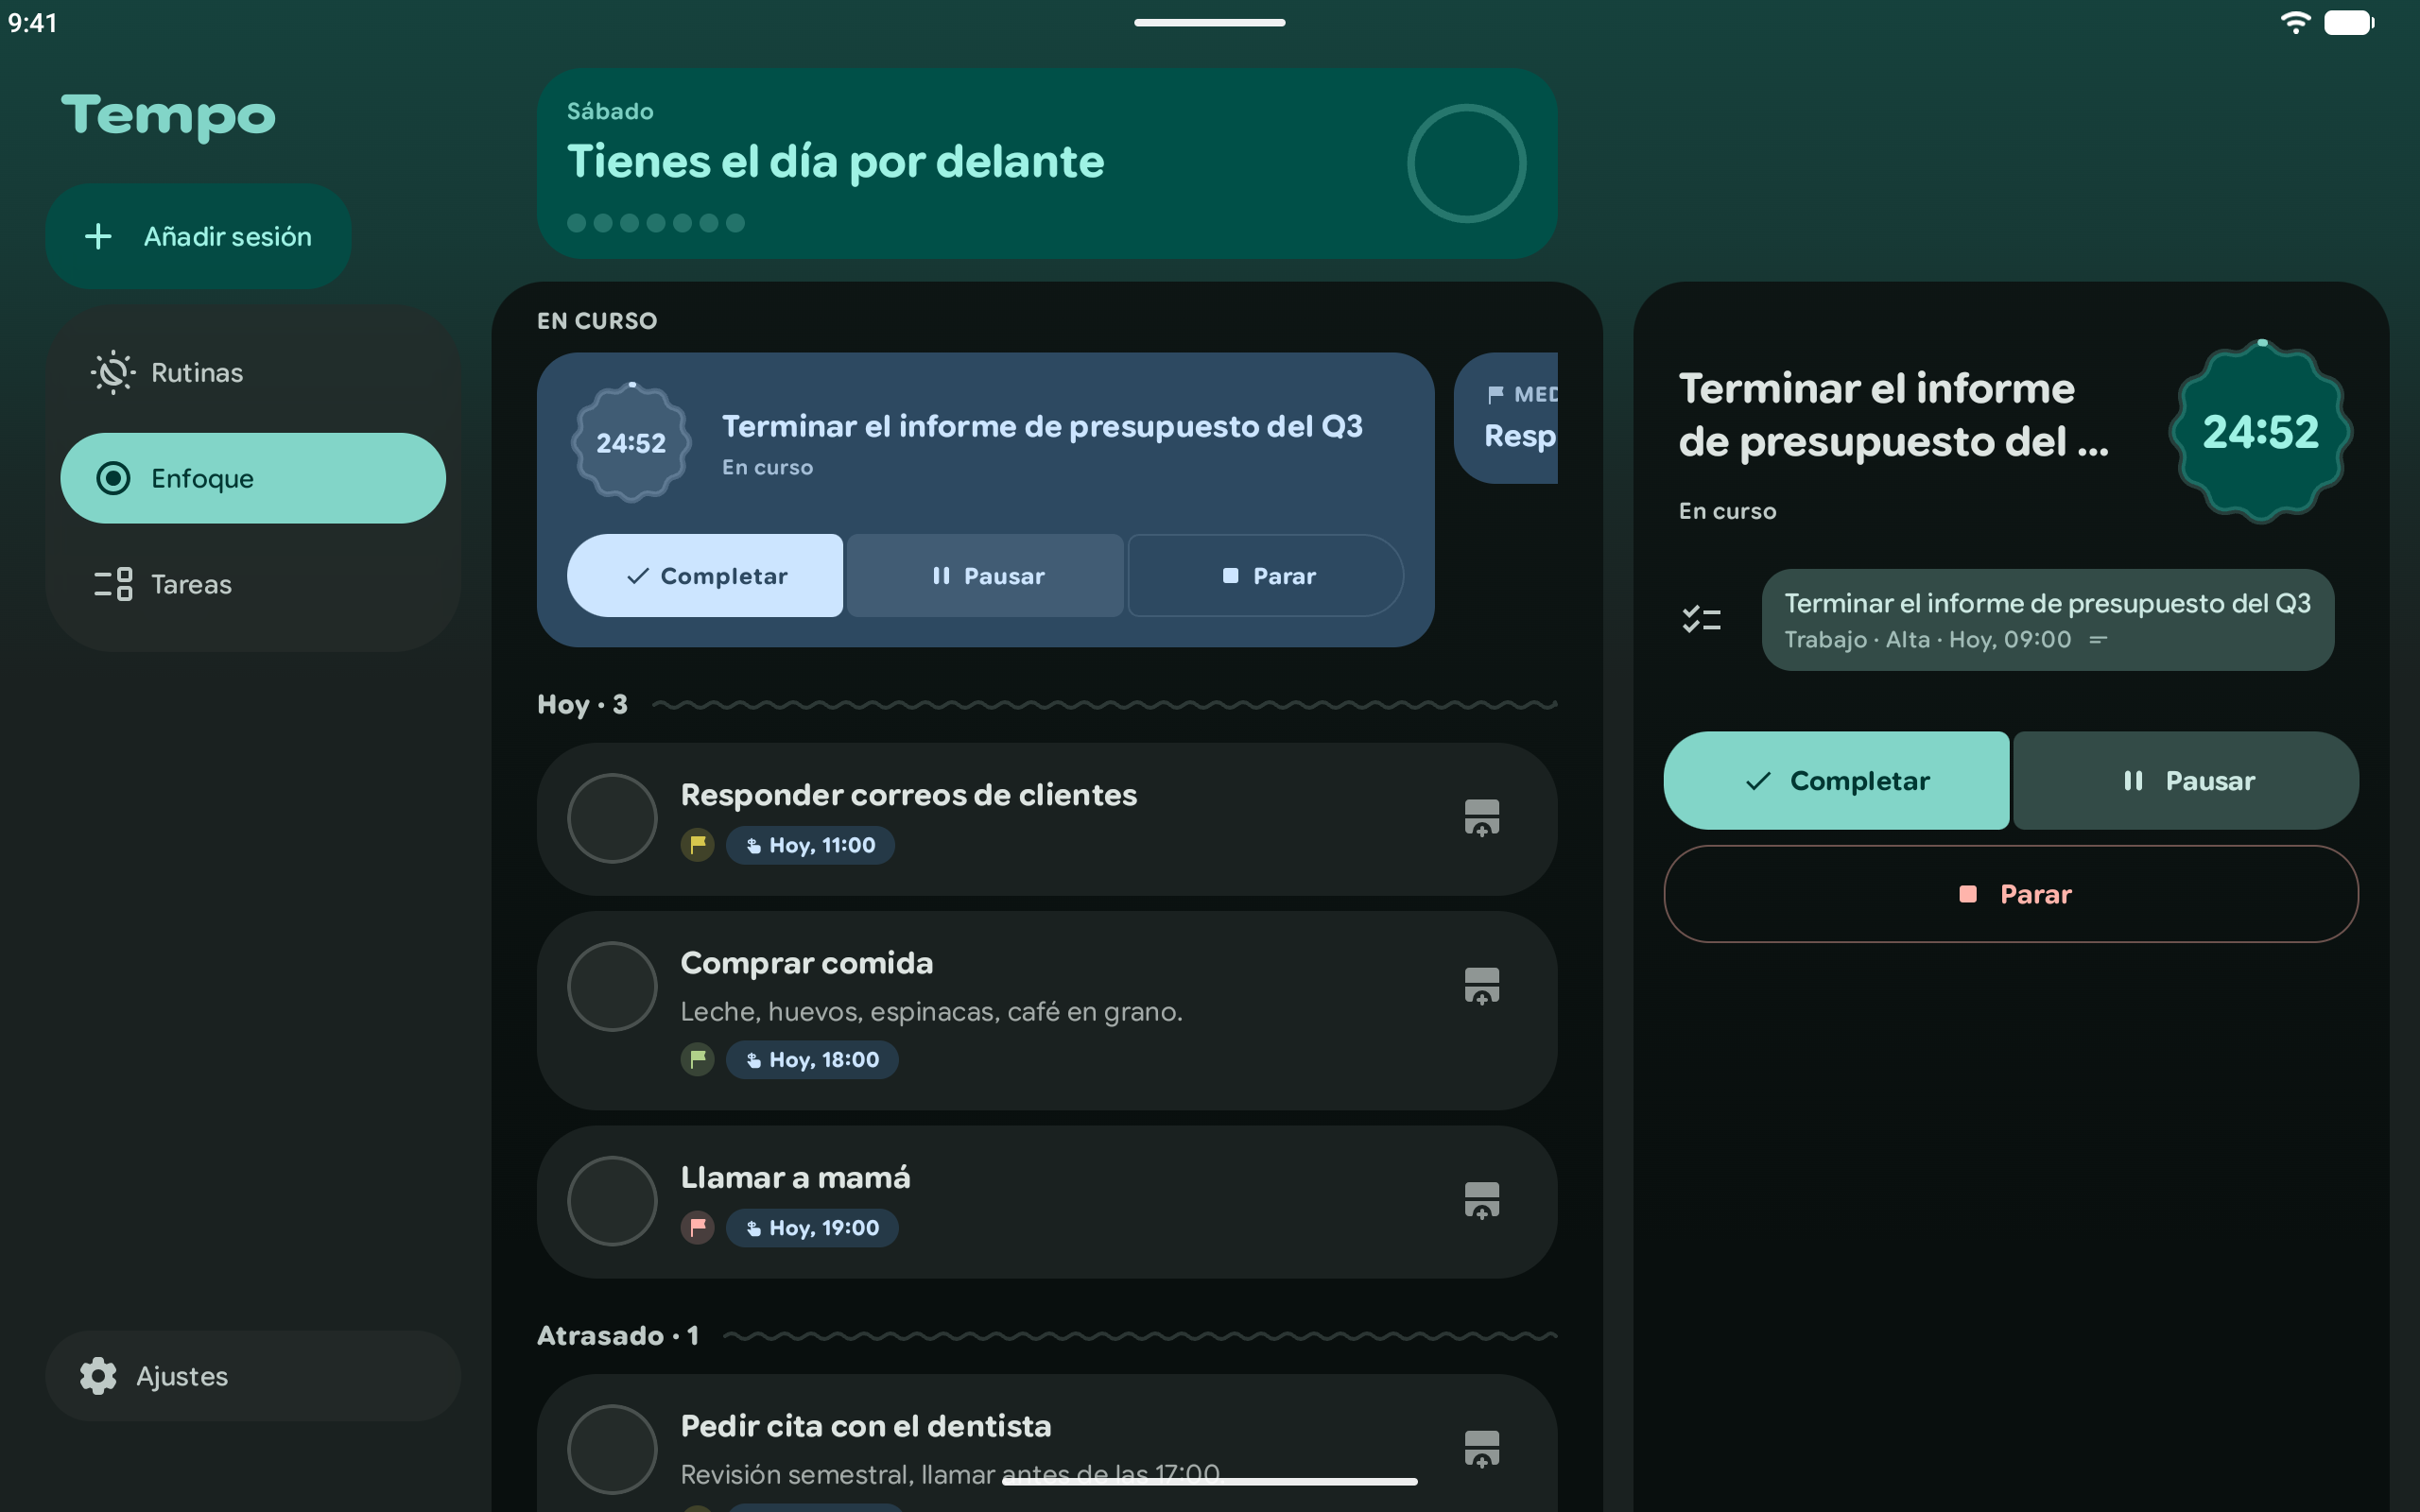 9:41
Tempo
Añadir sesión
Rutinas
Enfoque
Tareas
Ajustes
Sábado
Tienes el día por delante
EN CURSO
24:52
Terminar el informe de presupuesto del Q3
En curso
Completar
Pausar
Parar
MED
Resp
Hoy · 3
Responder correos de clientes
Hoy, 11:00
Comprar comida
Leche, huevos, espinacas, café en grano.
Hoy, 18:00
Llamar a mamá
Hoy, 19:00
Atrasado · 1
Pedir cita con el dentista
Revisión semestral, llamar antes de las 17:00.
Terminar el informe
de presupuesto del ...
24:52
En curso
Terminar el informe de presupuesto del Q3
Trabajo · Alta · Hoy, 09:00
Completar
Pausar
Parar